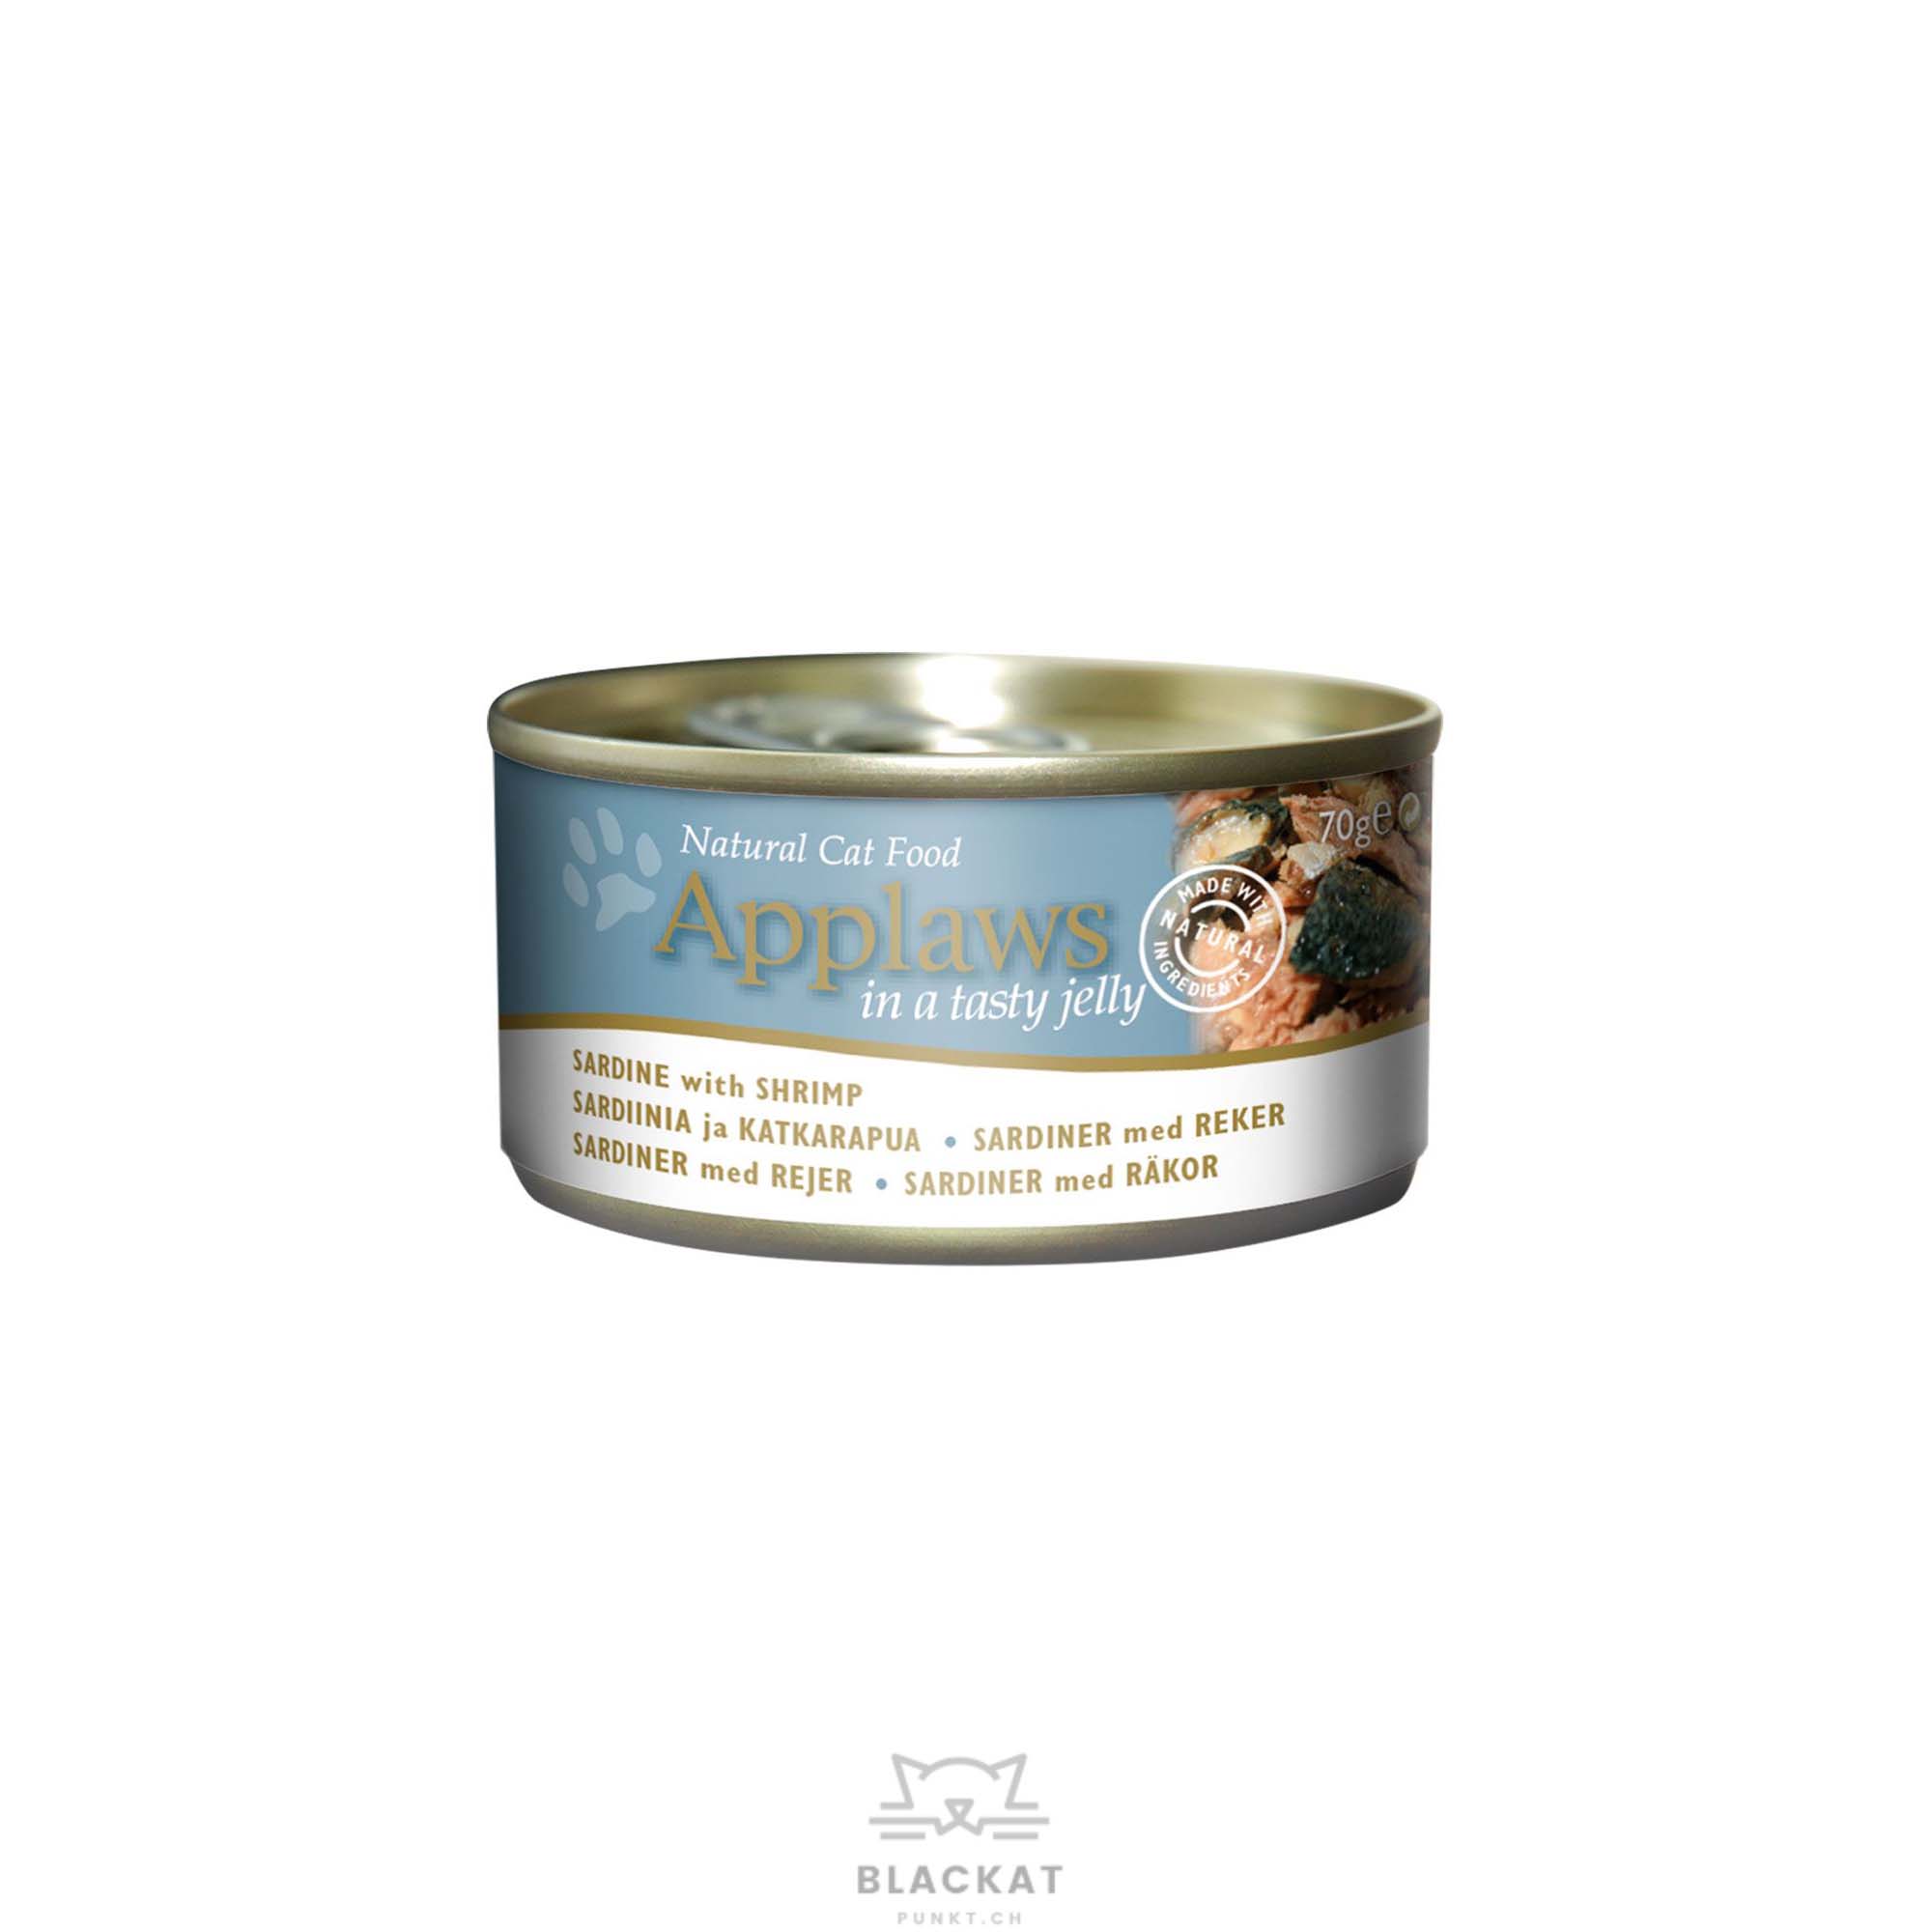 70g e
Natural Cat Food
Applaws
in a tasty jelly
MADE WITH
NATURAL
INGREDIENTS
SARDINE with SHRIMP
SARDIINIA ja KATKARAPUA • SARDINER med REKER
SARDINER med REJER • SARDINER med RÄKOR
BLACKAT
PUNKT.CH